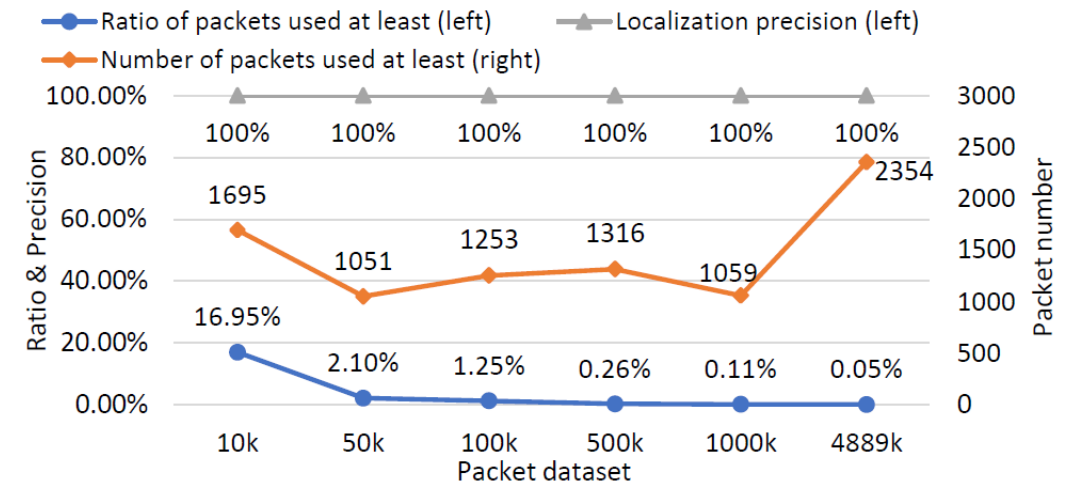 Ratio of packets used at least (left) Localization precision (left)
Number of packets used at least (right)
100.00% 3000
100% 100% 100% 100% 100% 100%
80.00% 2500
2354
1695
2000
60.00%
1316
1253
1051 1059
1500
40.00%
1000
16.95%
20.00%
2.10% 1.25% 0.26% 0.11% 0.05%
500
0.00% 0
10k 50k 100k 500k 1000k 4889k
Packet dataset
Ratio & Precision
Packet number